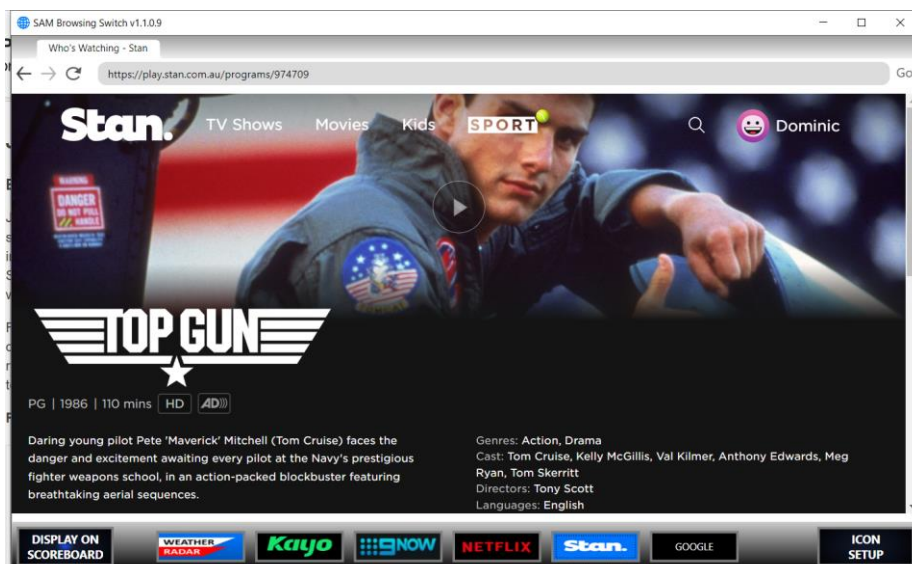 SAM Browsing Switch v1.1.0.9
Who's Watching - Stan
https://play.stan.com.au/programs/974709
Go
Stan. TV Shows Movies Kids SPORT Dominic
WARNING
DANGER
DO NOT PULL
HANDLE
TOP GUN
PG | 1986 | 110 mins HD AD
Daring young pilot Pete 'Maverick' Mitchell (Tom Cruise) faces the
danger and excitement awaiting every pilot at the Navy's prestigious
fighter weapons school, in an action-packed blockbuster featuring
breathtaking aerial sequences.
Genres: Action, Drama
Cast: Tom Cruise, Kelly McGillis, Val Kilmer, Anthony Edwards, Meg
Ryan, Tom Skerritt
Directors: Tony Scott
Languages: English
DISPLAY ON
SCOREBOARD
WEATHER
RADAR
Kayo
9NOW
NETFLIX
Stan.
GOOGLE
ICON
SETUP